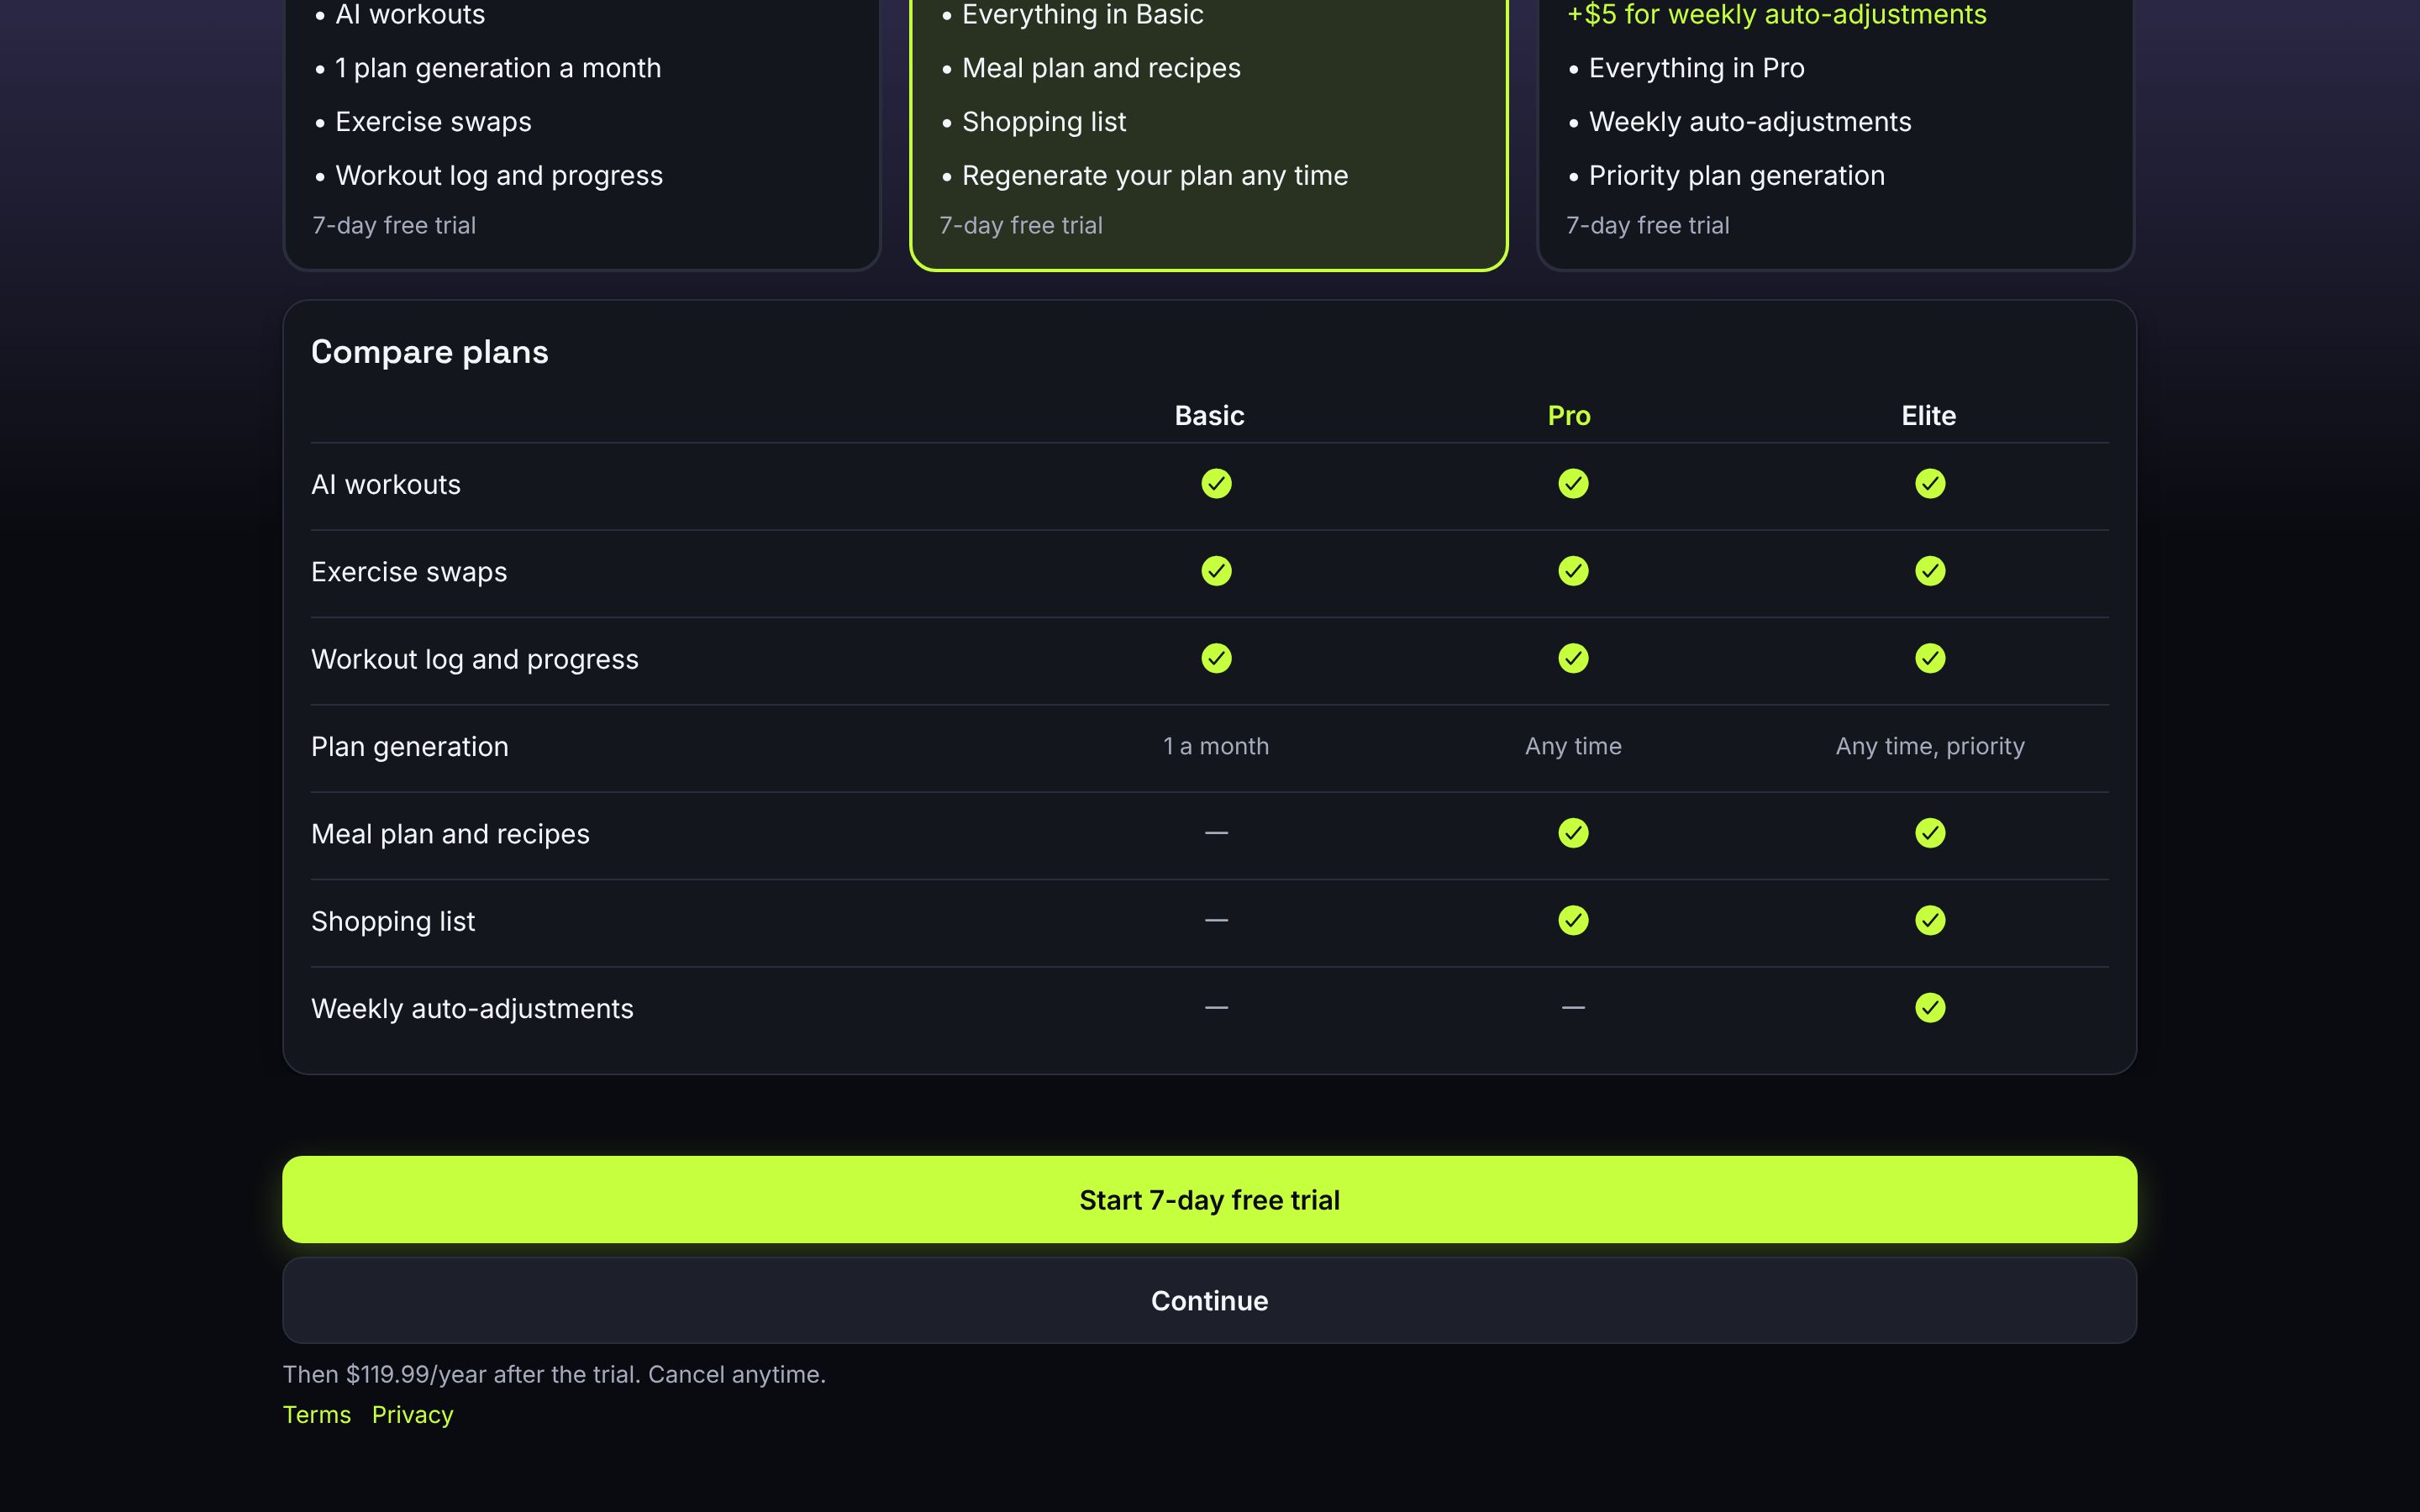 • AI workouts
• 1 plan generation a month
• Exercise swaps
• Workout log and progress
7-day free trial
• Everything in Basic
• Meal plan and recipes
• Shopping list
• Regenerate your plan any time
7-day free trial
+$5 for weekly auto-adjustments
• Everything in Pro
• Weekly auto-adjustments
• Priority plan generation
7-day free trial
Compare plans
Basic Pro Elite
AI workouts
Exercise swaps
Workout log and progress
Plan generation 1 a month Any time Any time, priority
Meal plan and recipes —
Shopping list —
Weekly auto-adjustments — —
Start 7-day free trial
Continue
Then $119.99/year after the trial. Cancel anytime.
Terms Privacy